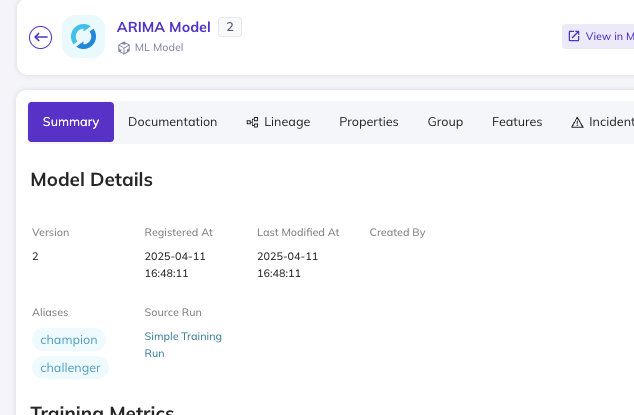 ARIMA Model 2
ML Model
View in M
Summary Documentation Lineage Properties Group Features Incident
Model Details
Version Registered At Last Modified At Created By
2 2025-04-11 2025-04-11
16:48:11 16:48:11
Aliases Source Run
champion Simple Training
challenger Run
Training Metrics